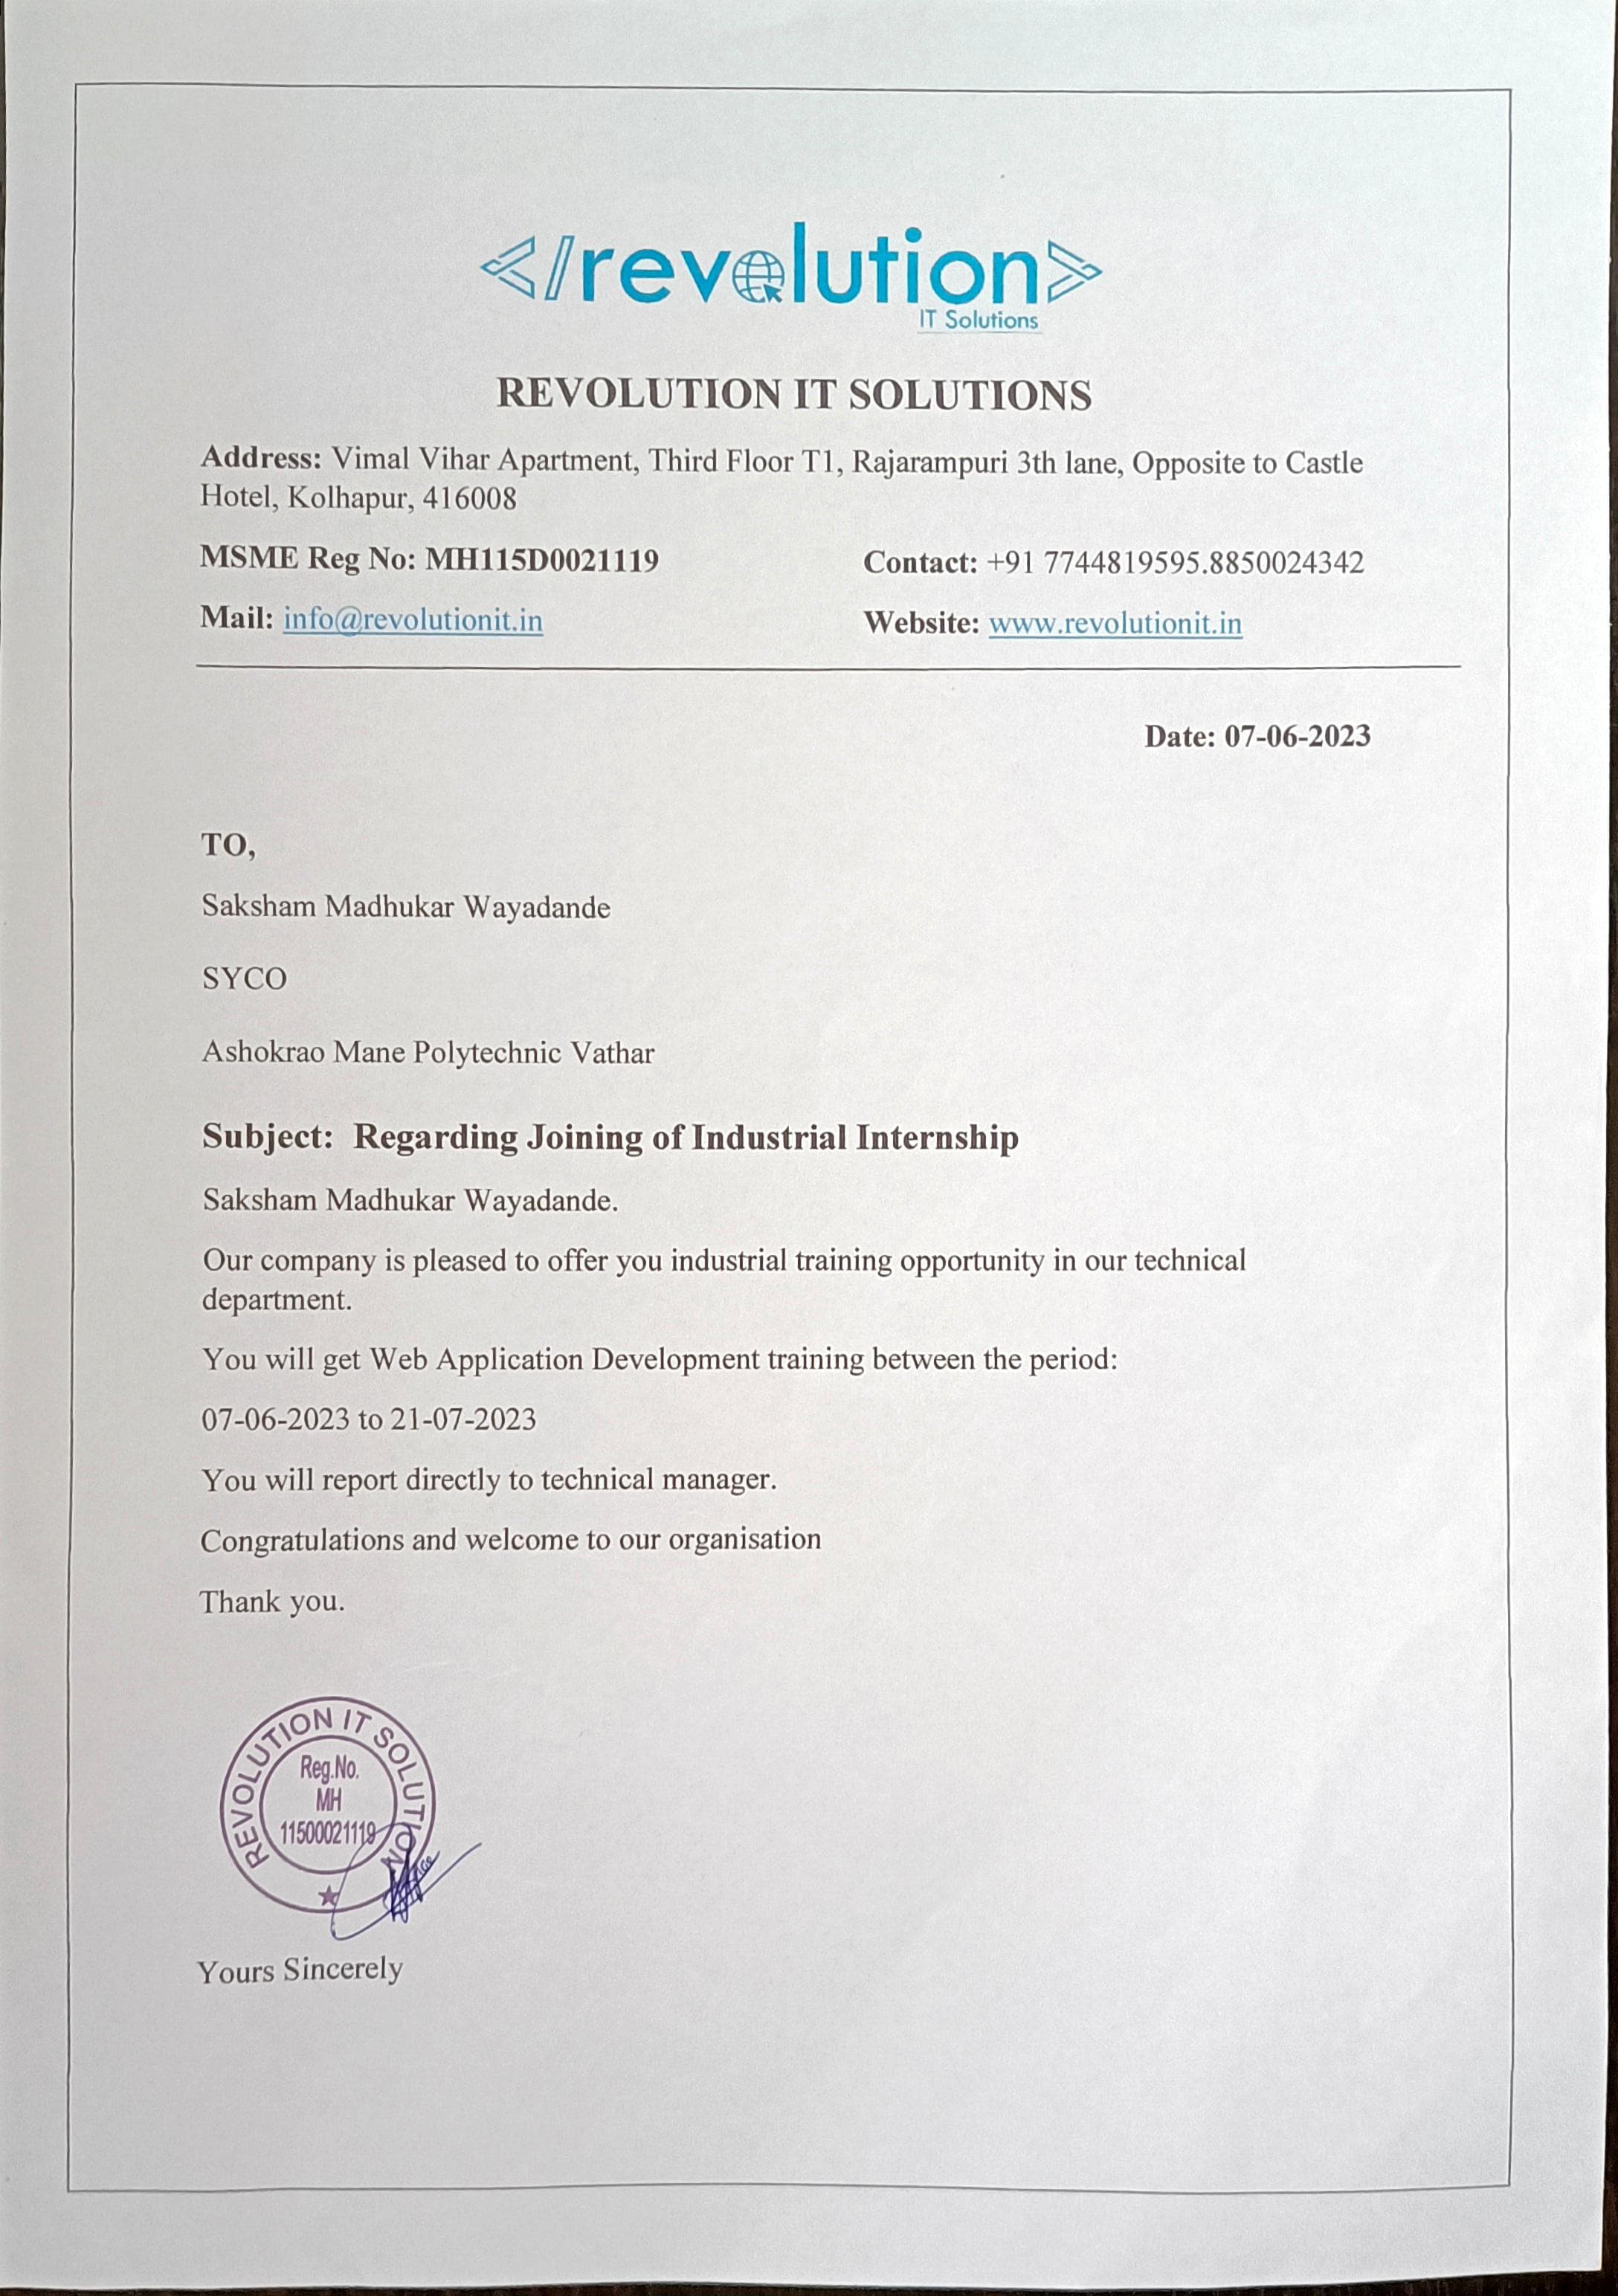 </revolution>
IT Solutions
REVOLUTION IT SOLUTIONS
Address: Vimal Vihar Apartment, Third Floor T1, Rajarampuri 3th lane, Opposite to Castle
Hotel, Kolhapur, 416008
MSME Reg No: MH115D0021119 Contact: +91 7744819595.8850024342
Mail: info@revolutionit.in Website: www.revolutionit.in
Date: 07-06-2023
TO,
Saksham Madhukar Wayadande
SYCO
Ashokrao Mane Polytechnic Vathar
Subject: Regarding Joining of Industrial Internship
Saksham Madhukar Wayadande.
Our company is pleased to offer you industrial training opportunity in our technical
department.
You will get Web Application Development training between the period:
07-06-2023 to 21-07-2023
You will report directly to technical manager.
Congratulations and welcome to our organisation
Thank you.
REVOLUTION IT SOLUTION
Reg.No.
MH
11500021119
Yours Sincerely